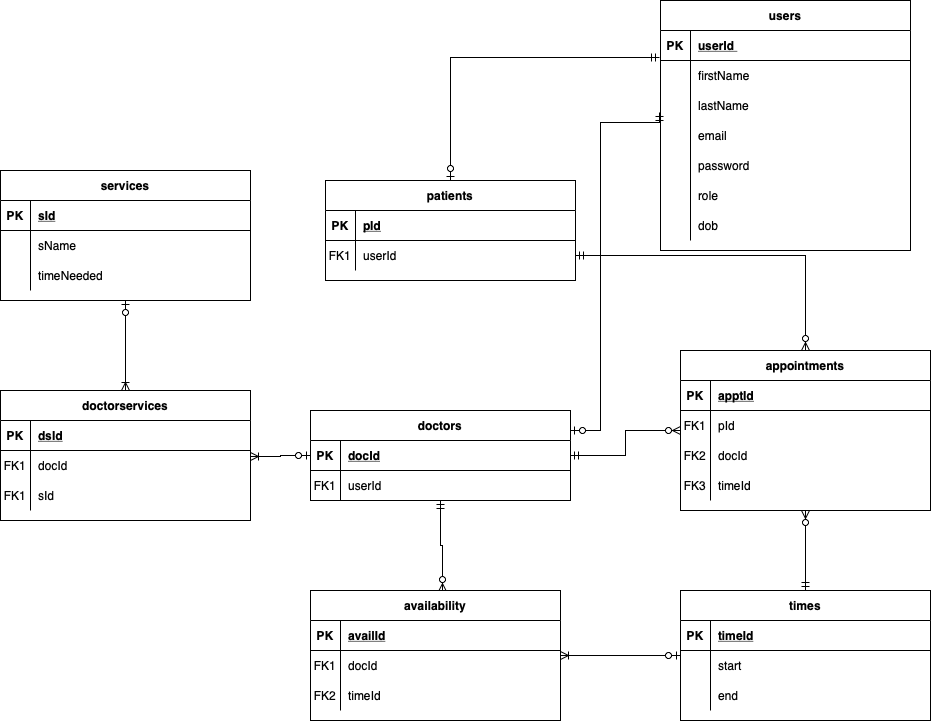 users
PK userId
firstName
lastName
email
password
role
dob
services
PK sId
sName
timeNeeded
patients
PK pId
FK1 userId
appointments
PK apptId
FK1 pId
FK2 docId
FK3 timeId
doctorservices
PK dsId
FK1 docId
FK1 sId
doctors
PK docId
FK1 userId
availability
PK availId
FK1 docId
FK2 timeId
times
PK timeId
start
end